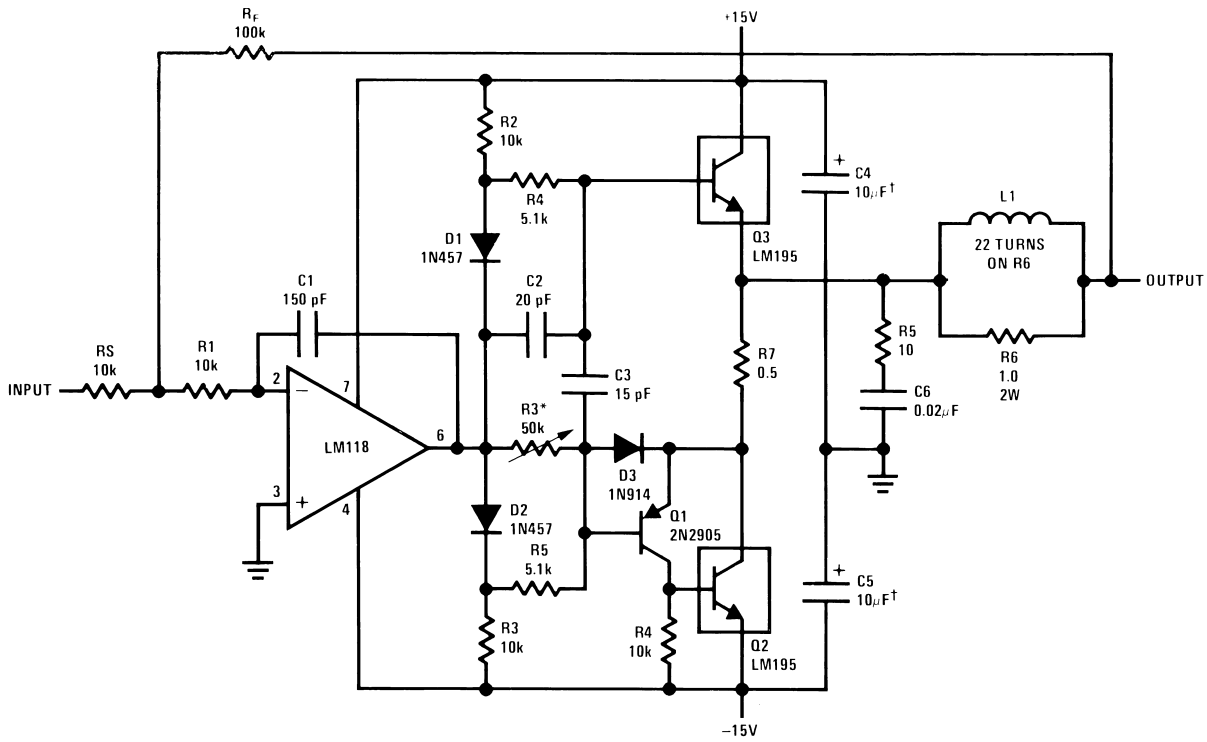 R_F
100k
+15V
R2
10k
R4
5.1k
D1
1N457
Q3
LM195
+
C4
10µF†
L1
22 TURNS
ON R6
OUTPUT
C1
150 pF
C2
20 pF
RS
10k
R1
10k
INPUT
2
−
7
LM118
6
3
+
4
R3*
50k
C3
15 pF
R7
0.5
R5
10
C6
0.02µF
R6
1.0
2W
D3
1N914
D2
1N457
Q1
2N2905
R5
5.1k
R3
10k
R4
10k
Q2
LM195
+
C5
10µF†
−15V